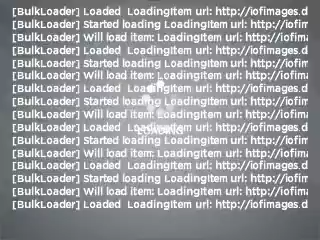 [BulkLoader] Loaded LoadingItem url: http://iofimages.d
[BulkLoader] Started loading LoadingItem url: http://iofim
[BulkLoader] Will load item: LoadingItem url: http://iofima
[BulkLoader] Loaded LoadingItem url: http://iofimages.d
[BulkLoader] Started loading LoadingItem url: http://iofim
[BulkLoader] Will load item: LoadingItem url: http://iofima
[BulkLoader] Loaded LoadingItem url: http://iofimages.d
[BulkLoader] Started loading LoadingItem url: http://iofim
[BulkLoader] Will load item: LoadingItem url: http://iofima
[BulkLoader] Loaded LoadingItem url: http://iofimages.d
LOADING
[BulkLoader] Started loading LoadingItem url: http://iofim
[BulkLoader] Will load item: LoadingItem url: http://iofima
[BulkLoader] Loaded LoadingItem url: http://iofimages.d
[BulkLoader] Started loading LoadingItem url: http://iofim
[BulkLoader] Will load item: LoadingItem url: http://iofima
[BulkLoader] Loaded LoadingItem url: http://iofimages.d